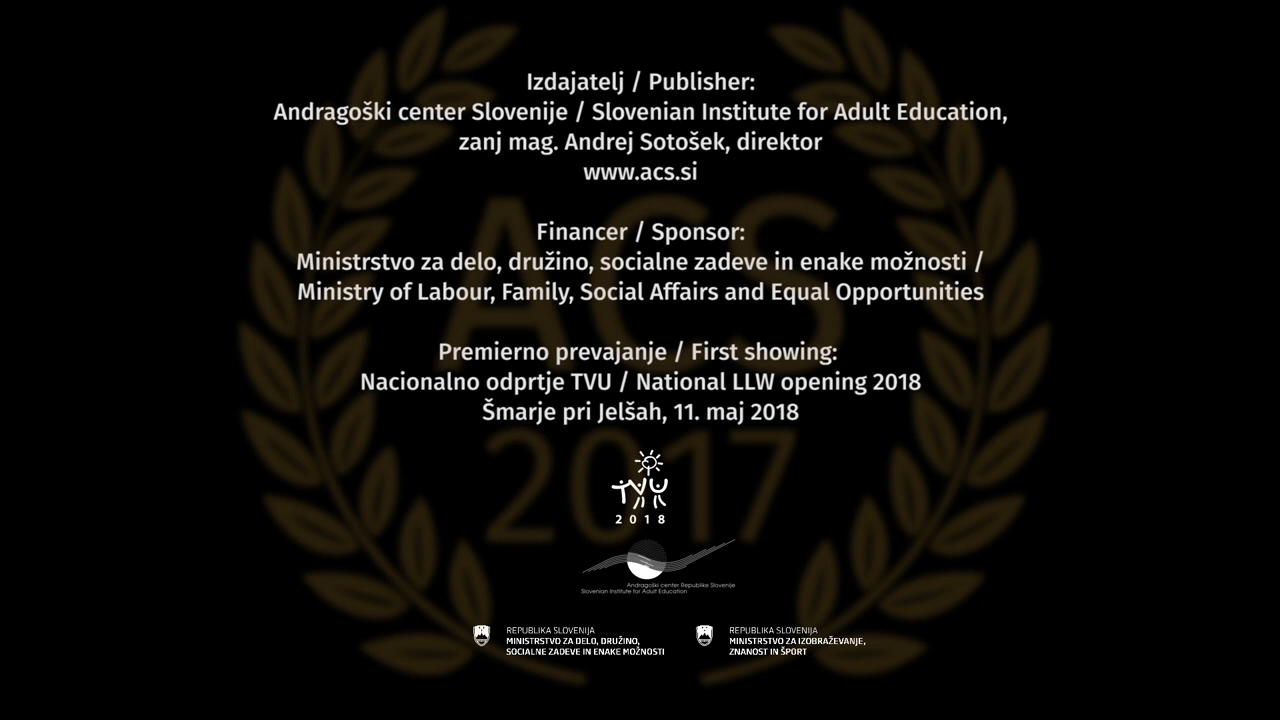 Izdajatelj / Publisher:
Andragoški center Slovenije / Slovenian Institute for Adult Education,
zanj mag. Andrej Sotošek, direktor
www.acs.si
Financer / Sponsor:
Ministrstvo za delo, družino, socialne zadeve in enake možnosti /
Ministry of Labour, Family, Social Affairs and Equal Opportunities
Premierno prevajanje / First showing:
Nacionalno odprtje TVU / National LLW opening 2018
Šmarje pri Jelšah, 11. maj 2018
ACS
2017
TVU
2018
Andragoški center Republike Slovenije
Slovenian Institute for Adult Education
REPUBLIKA SLOVENIJA
MINISTRSTVO ZA DELO, DRUŽINO,
SOCIALNE ZADEVE IN ENAKE MOŽNOSTI
REPUBLIKA SLOVENIJA
MINISTRSTVO ZA IZOBRAŽEVANJE,
ZNANOST IN ŠPORT